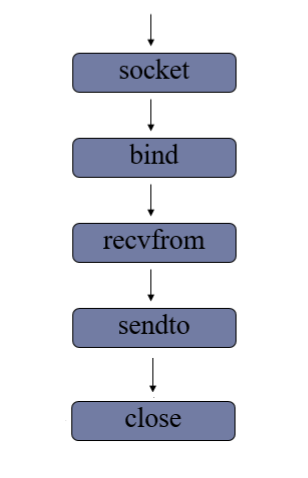 socket
bind
recvfrom
sendto
close